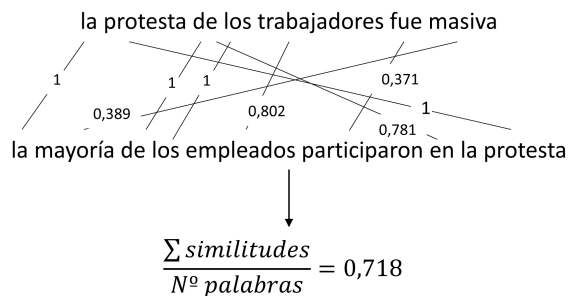 la protesta de los trabajadores fue masiva
1
1
1
0,371
0,389
0,802
1
0,781
la mayoría de los empleados participaron en la protesta
∑ similitudes
Nº palabras
= 0,718